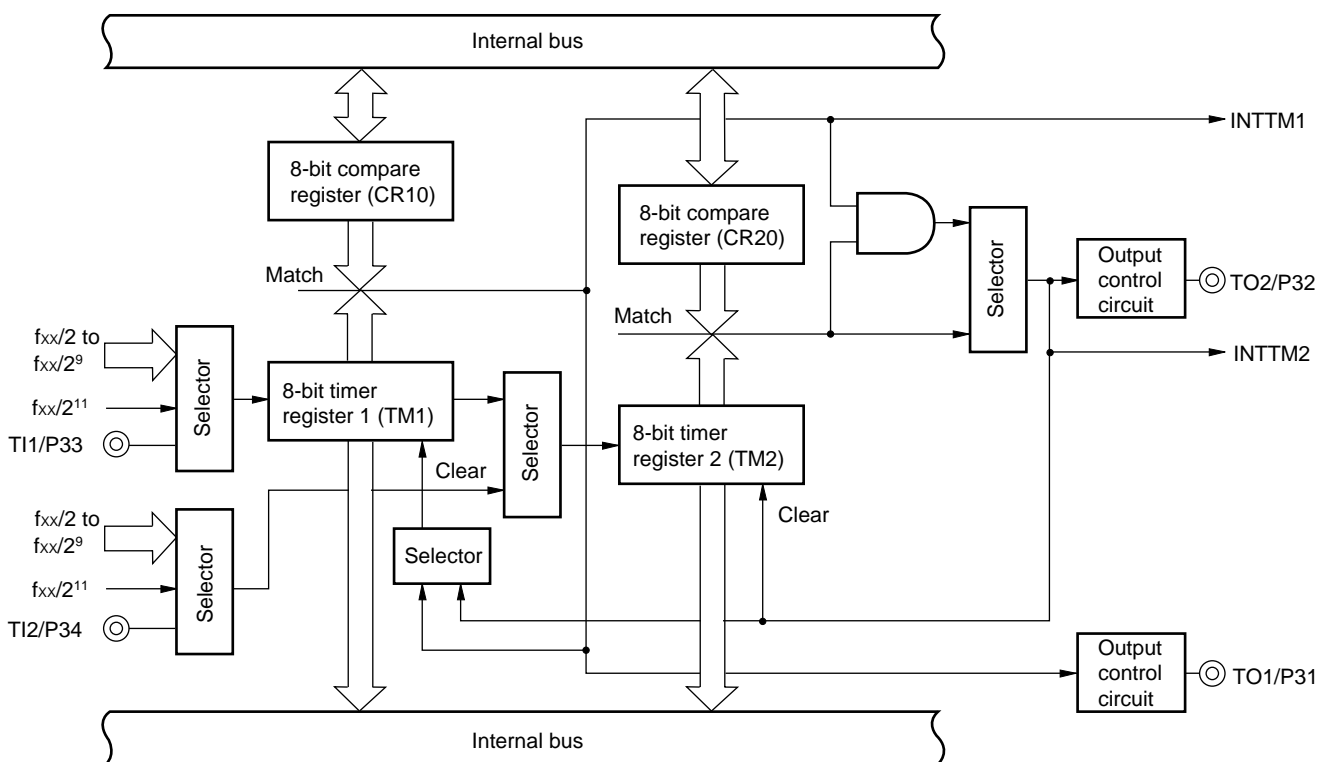 Internal bus
INTTM1
8-bit compare
register (CR10)
8-bit compare
register (CR20)
Selector
Output
control
circuit
TO2/P32
Match
Match
INTTM2
fxx/2 to
fxx/2⁹
fxx/2¹¹
TI1/P33
Selector
8-bit timer
register 1 (TM1)
Selector
8-bit timer
register 2 (TM2)
Clear
Clear
fxx/2 to
fxx/2⁹
fxx/2¹¹
TI2/P34
Selector
Selector
Output
control
circuit
TO1/P31
Internal bus